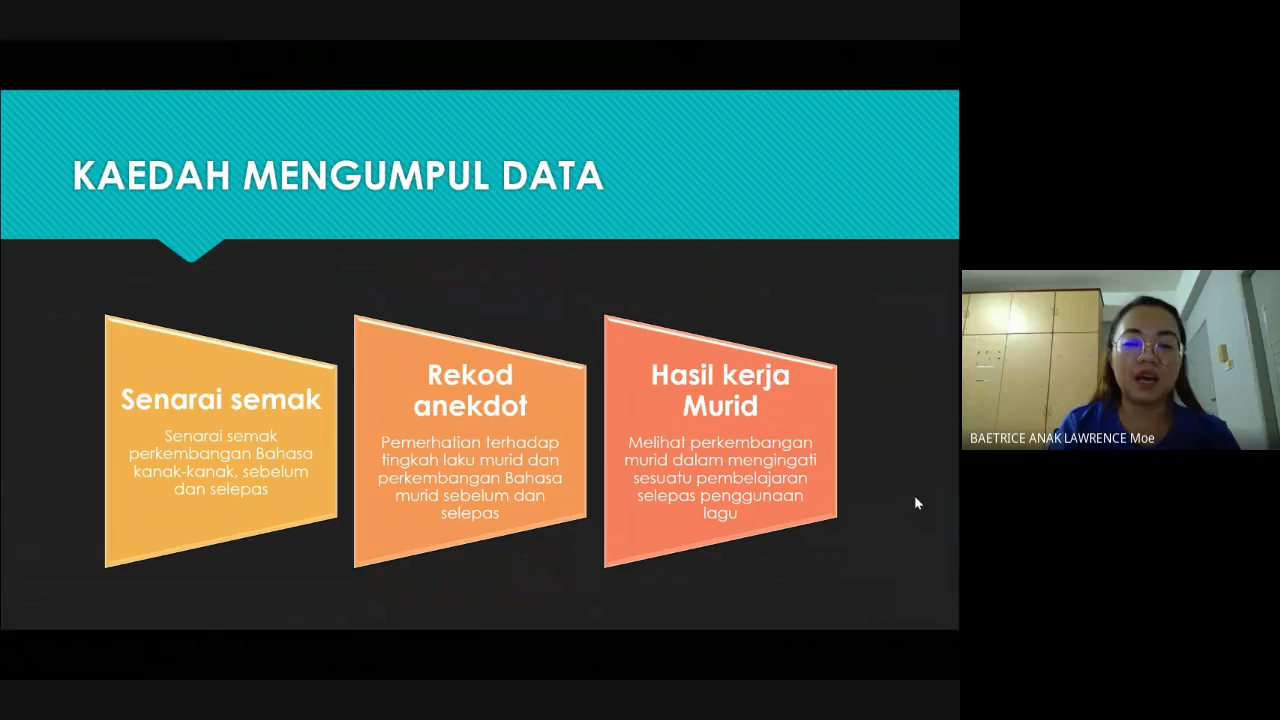 KAEDAH MENGUMPUL DATA
Senarai semak
Senarai semak
perkembangan Bahasa
kanak-kanak, sebelum
dan selepas
Rekod
anekdot
Pemerhatian terhadap
tingkah laku murid dan
perkembangan Bahasa
murid sebelum dan
selepas
Hasil kerja
Murid
Melihat perkembangan
murid dalam mengingati
sesuatu pembelajaran
selepas penggunaan
lagu
BAETRICE ANAK LAWRENCE Moe